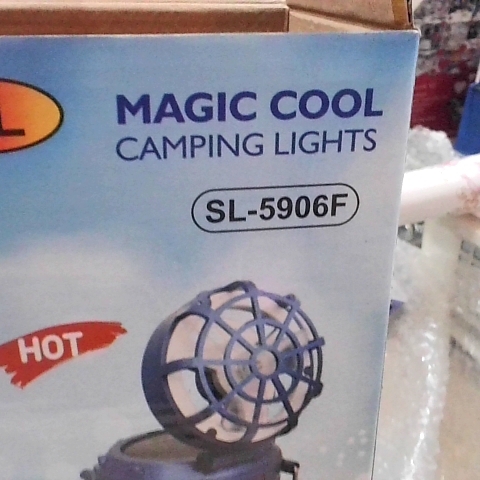 MAGIC COOL
CAMPING LIGHTS
SL-5906F
HOT